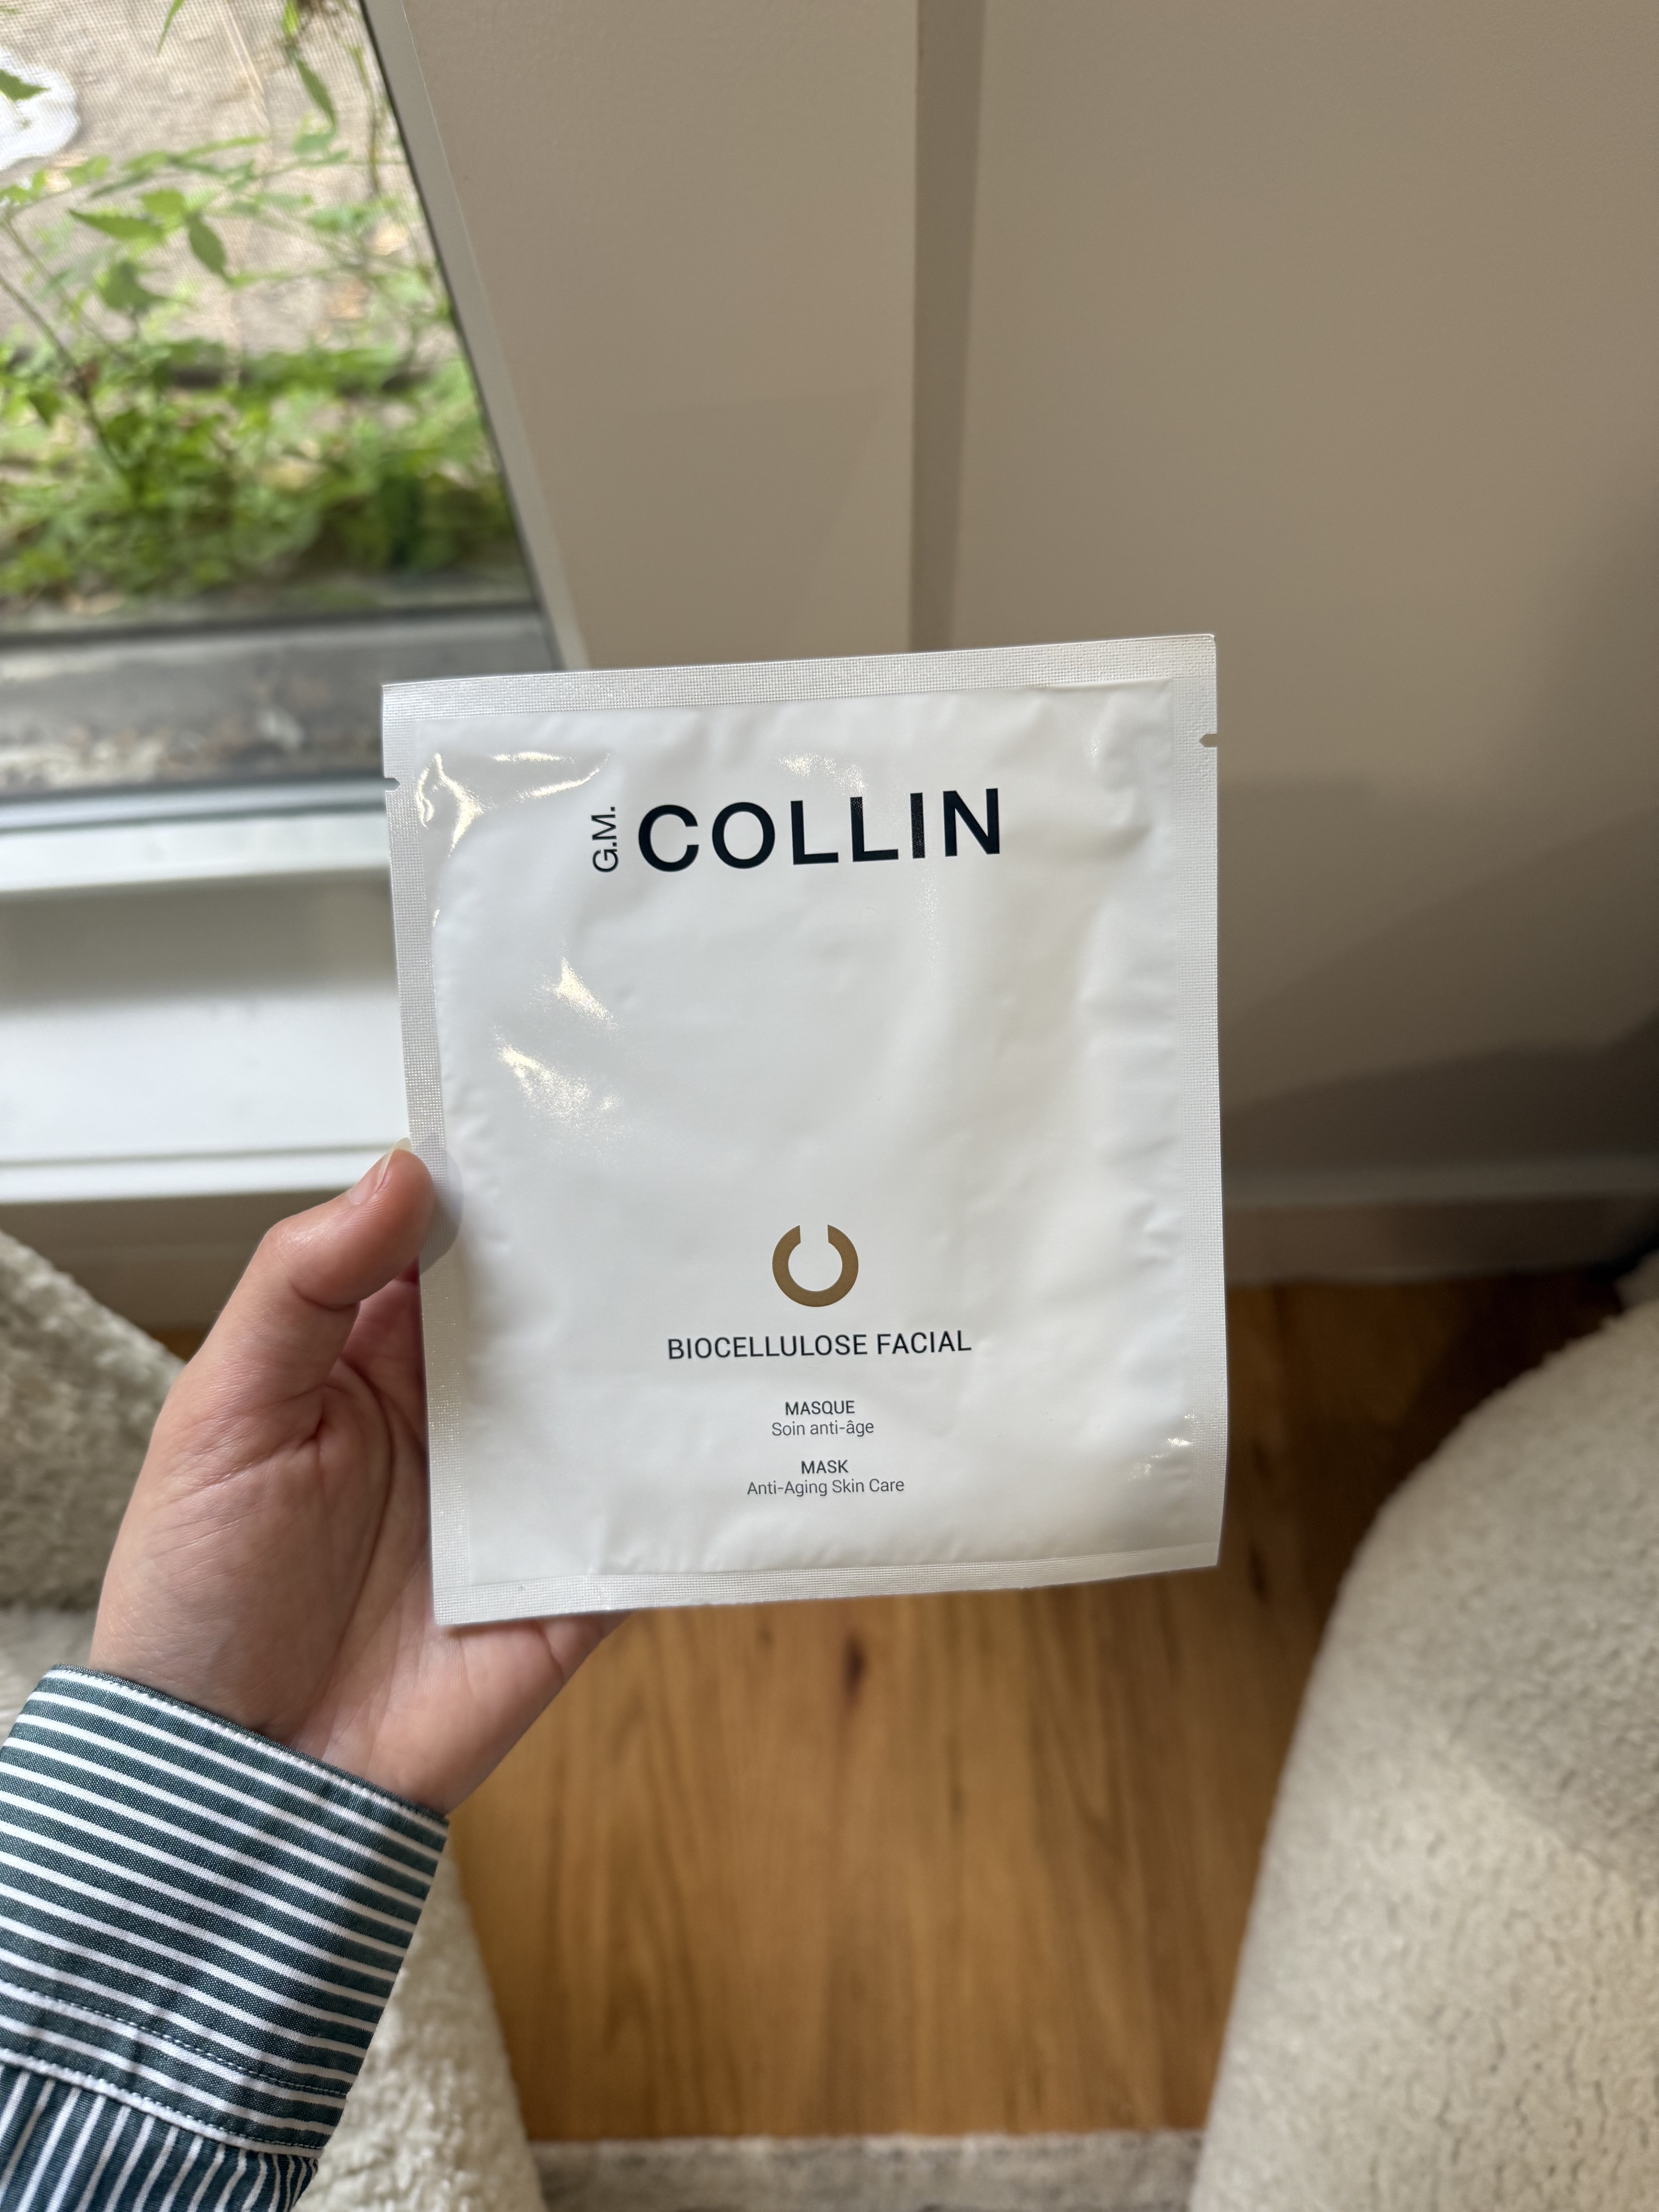 G.M. COLLIN
BIOCELLULOSE FACIAL
MASQUE
Soin anti-âge
MASK
Anti-Aging Skin Care